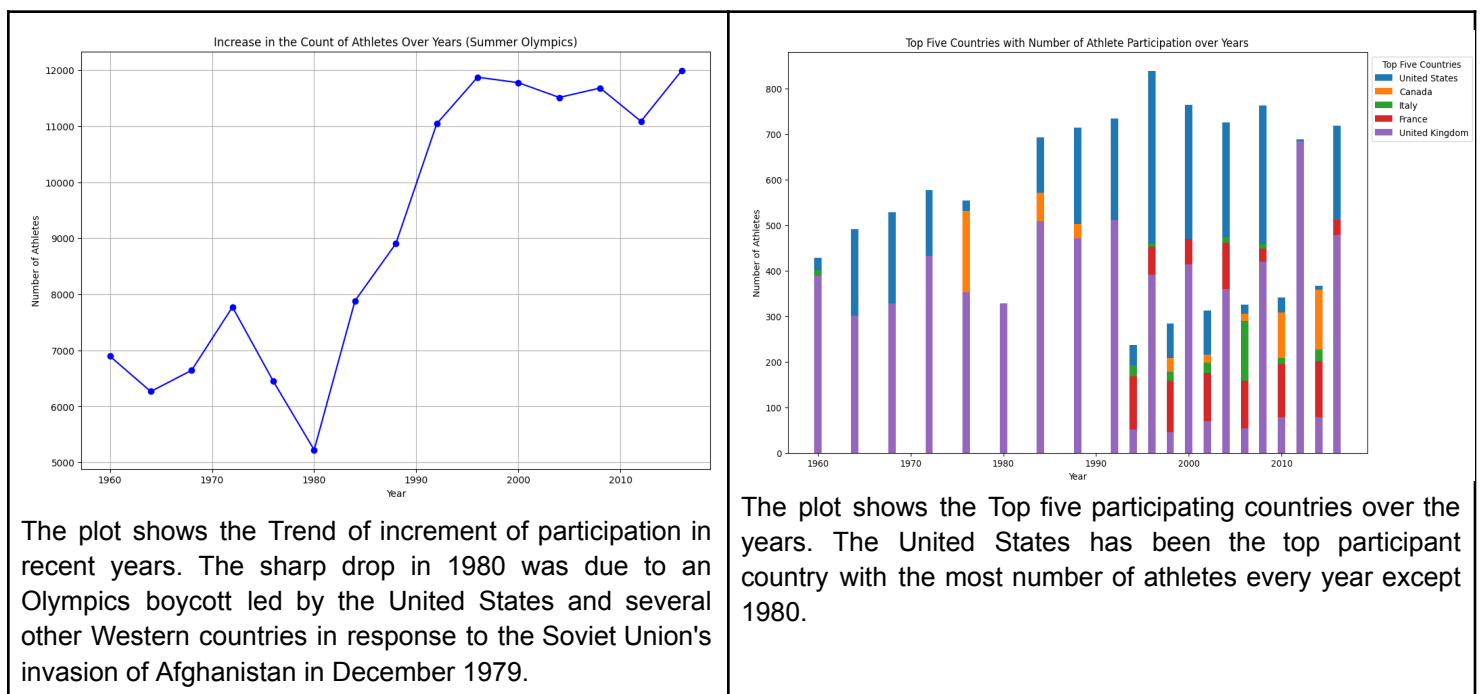 Increase in the Count of Athletes Over Years (Summer Olympics)
Number of Athletes
12000
11000
10000
9000
8000
7000
6000
5000
1960
1970
1980
1990
2000
2010
Year
The plot shows the Trend of increment of participation in
recent years. The sharp drop in 1980 was due to an
Olympics boycott led by the United States and several
other Western countries in response to the Soviet Union's
invasion of Afghanistan in December 1979.
Top Five Countries with Number of Athlete Participation over Years
Number of Athletes
800
700
600
500
400
300
200
100
0
1960
1970
1980
1990
2000
2010
Year
Top Five Countries
United States
Canada
Italy
France
United Kingdom
The plot shows the Top five participating countries over the
years. The United States has been the top participant
country with the most number of athletes every year except
1980.